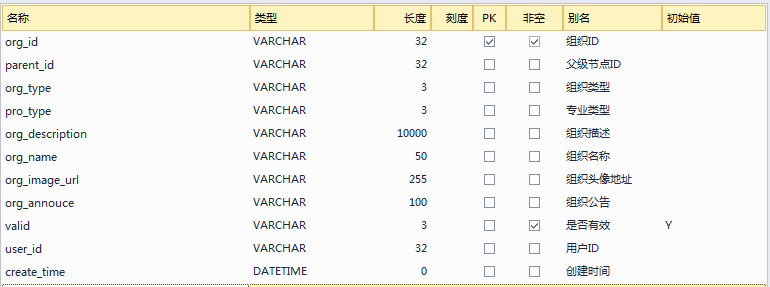 名称 类型 长度 刻度 PK 非空 别名 初始值
org_id VARCHAR 32 组织ID
parent_id VARCHAR 32 父级节点ID
org_type VARCHAR 3 组织类型
pro_type VARCHAR 3 专业类型
org_description VARCHAR 10000 组织描述
org_name VARCHAR 50 组织名称
org_image_url VARCHAR 255 组织头像地址
org_annouce VARCHAR 100 组织公告
valid VARCHAR 3 是否有效 Y
user_id VARCHAR 32 用户ID
create_time DATETIME 0 创建时间